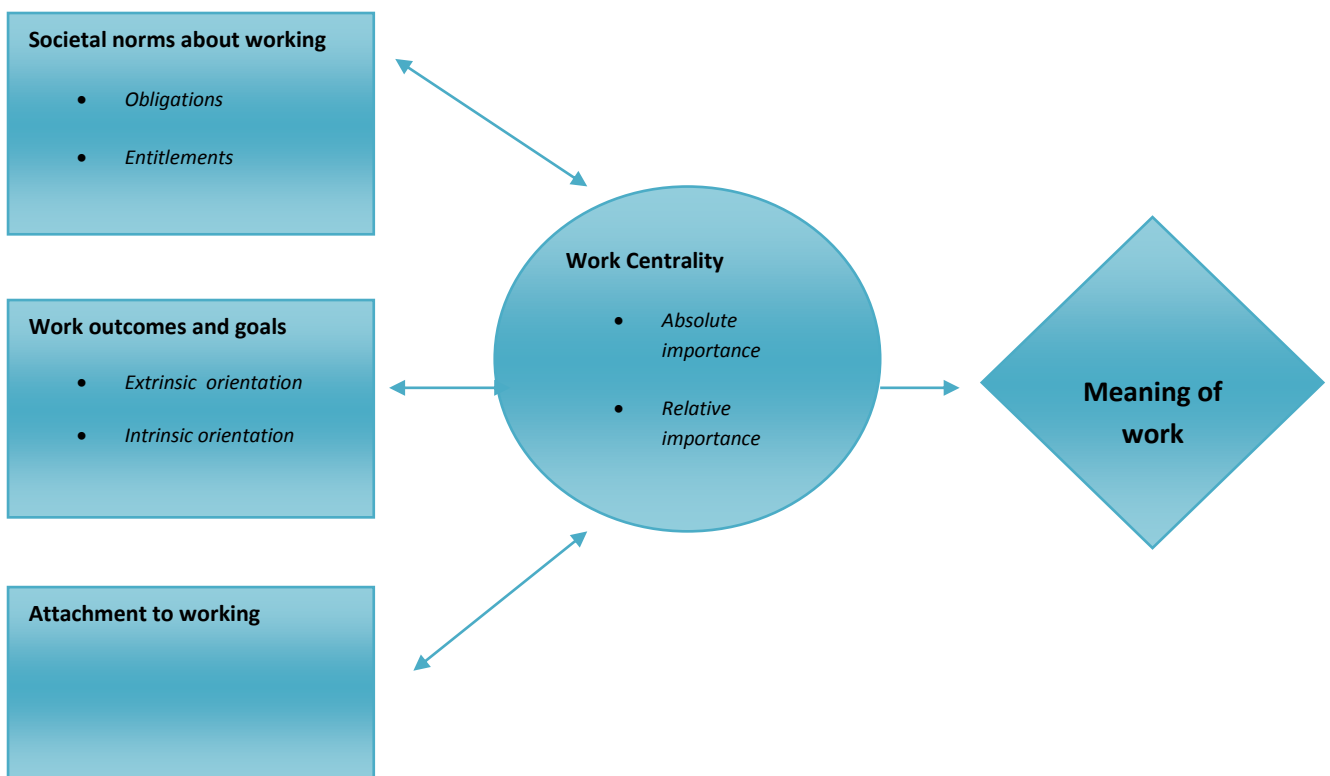 Societal norms about working
• Obligations
• Entitlements
Work outcomes and goals
• Extrinsic orientation
• Intrinsic orientation
Attachment to working
Work Centrality
• Absolute
importance
• Relative
importance
Meaning of
work